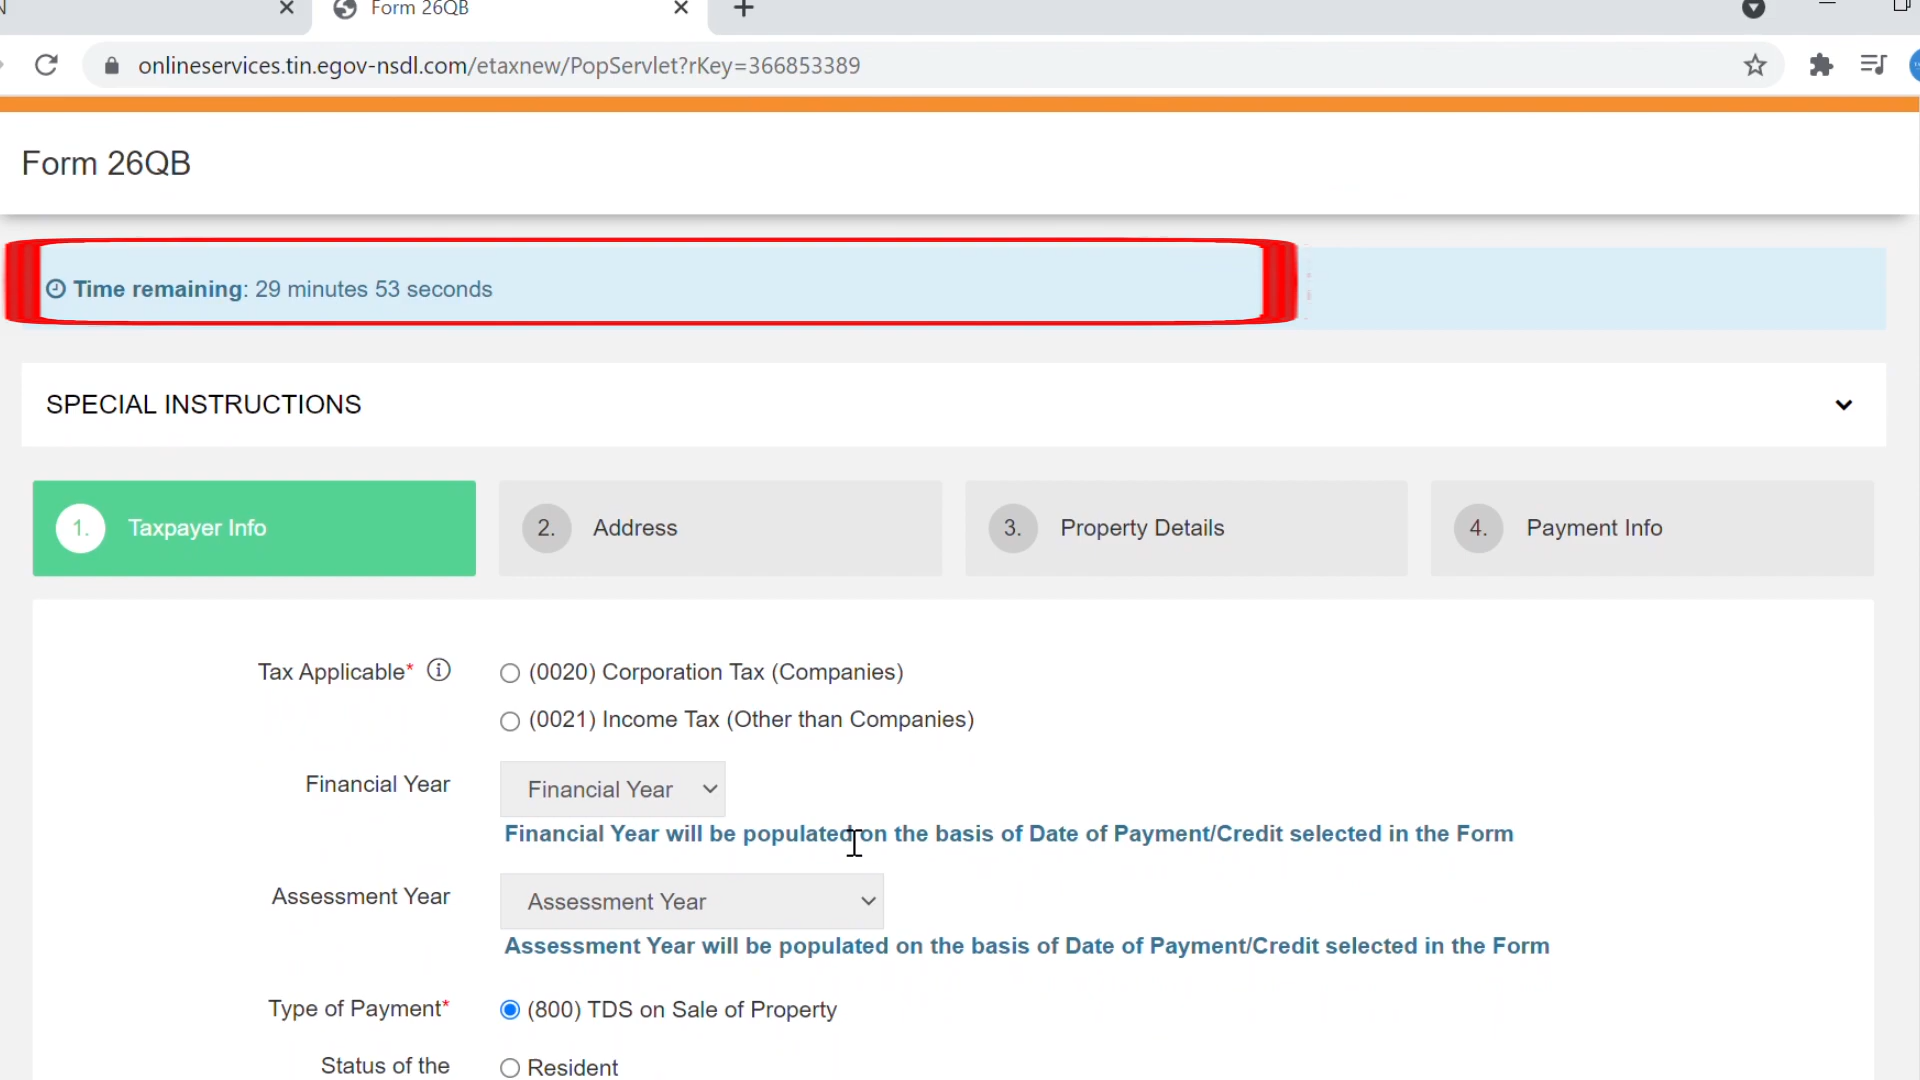 Form 26QB
onlineservices.tin.egov-nsdl.com/etaxnew/PopServlet?rKey=366853389
Form 26QB
Time remaining: 29 minutes 53 seconds
SPECIAL INSTRUCTIONS
1. Taxpayer Info
2. Address
3. Property Details
4. Payment Info
Tax Applicable* (0020) Corporation Tax (Companies)
(0021) Income Tax (Other than Companies)
Financial Year Financial Year
Financial Year will be populated on the basis of Date of Payment/Credit selected in the Form
Assessment Year Assessment Year
Assessment Year will be populated on the basis of Date of Payment/Credit selected in the Form
Type of Payment* (800) TDS on Sale of Property
Status of the Resident